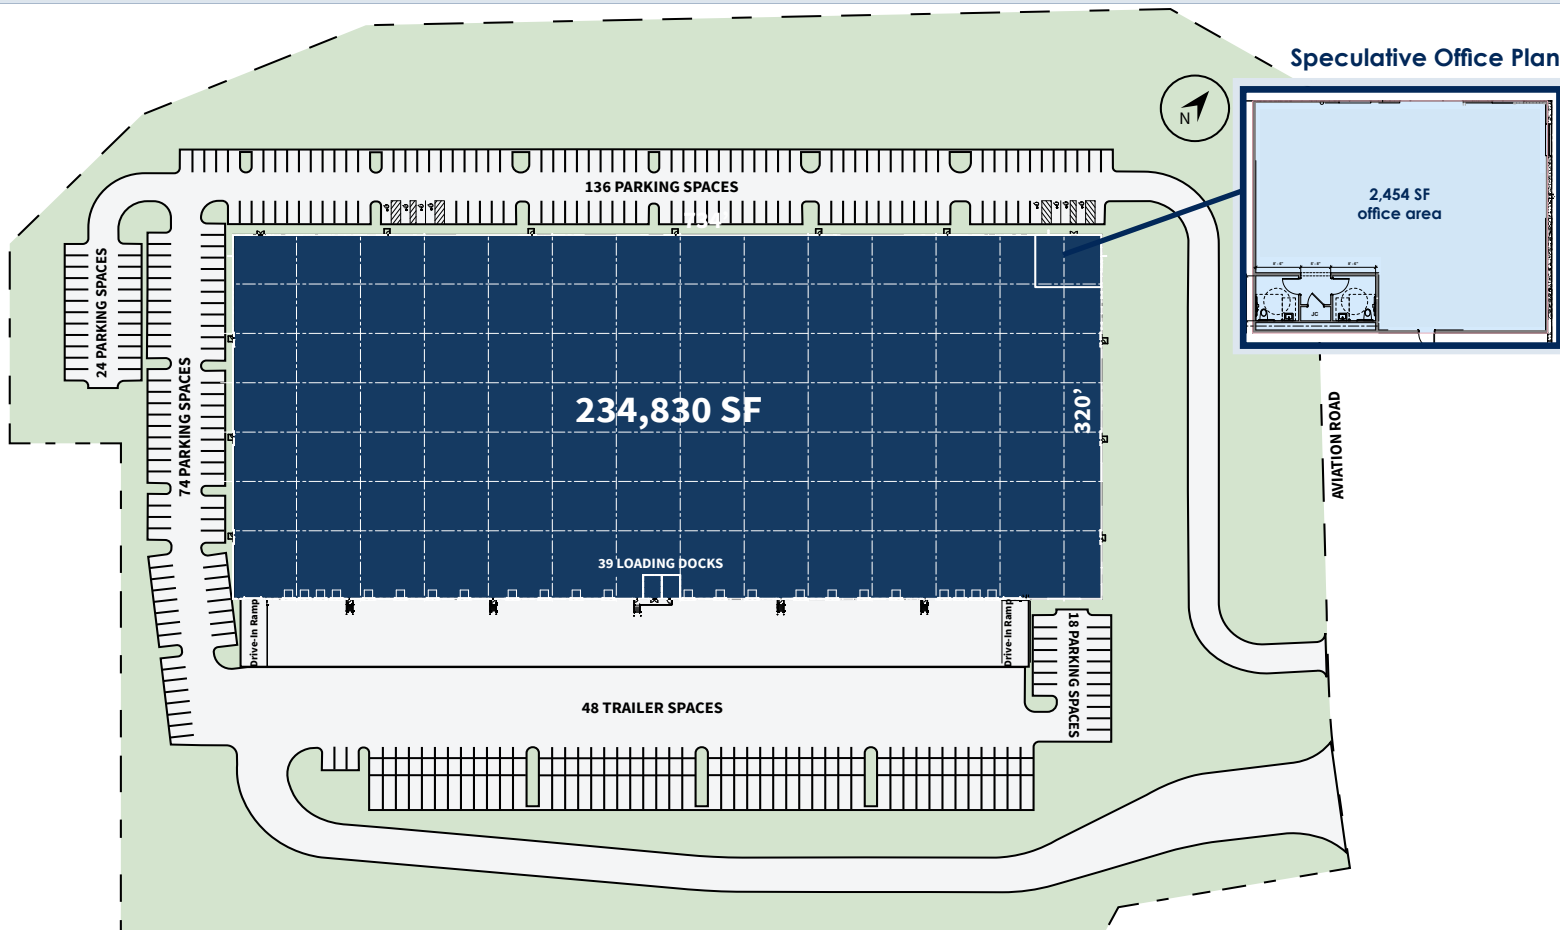 Speculative Office Plan
N
136 PARKING SPACES
734'
2,454 SF
office area
JC
24 PARKING SPACES
74 PARKING SPACES
234,830 SF
320’
AVIATION ROAD
39 LOADING DOCKS
Drive-In Ramp
Drive-In Ramp
18 PARKING SPACES
48 TRAILER SPACES